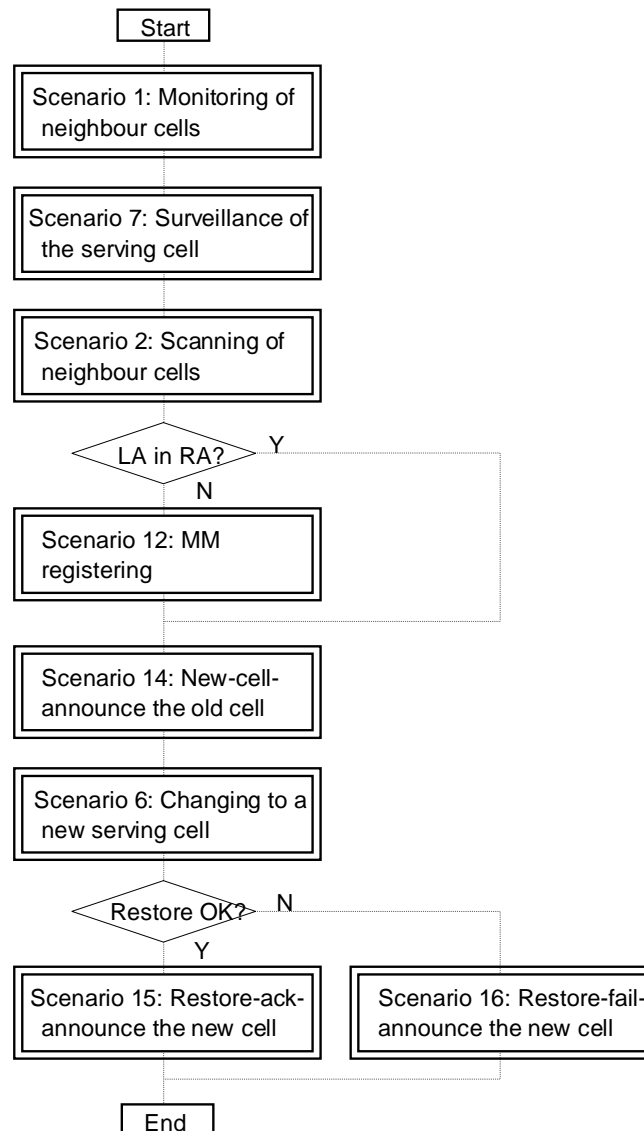 Start
Scenario 1: Monitoring of
neighbour cells
Scenario 7: Surveillance of
the serving cell
Scenario 2: Scanning of
neighbour cells
LA in RA?
Y
N
Scenario 12: MM
registering
Scenario 14: New-cell-
announce the old cell
Scenario 6: Changing to a
new serving cell
Restore OK?
N
Y
Scenario 15: Restore-ack-
announce the new cell
Scenario 16: Restore-fail-
announce the new cell
End